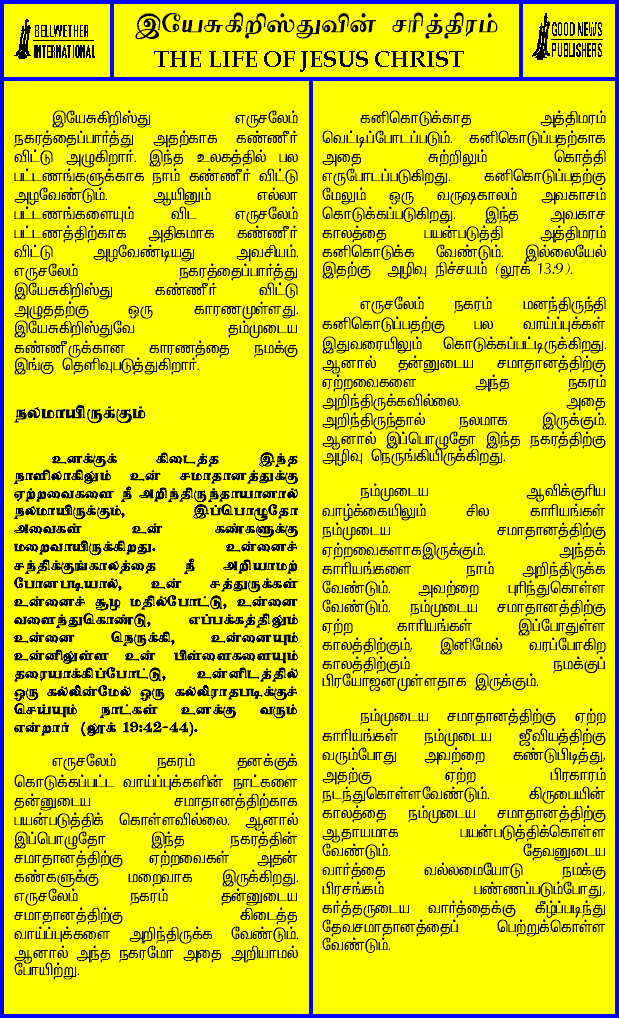 BELLWETHER
INTERNATIONAL
இயேசுகிறிஸ்துவின் சரித்திரம்
THE LIFE OF JESUS CHRIST
GOOD NEWS
PUBLISHERS
இயேசுகிறிஸ்து எருசலேம்
நகரத்தைப்பார்த்து அதற்காக கண்ணீர்
விட்டு அழுகிறார். இந்த உலகத்தில் பல
பட்டணங்களுக்காக நாம் கண்ணீர் விட்டு
அழவேண்டும். ஆயினும் எல்லா
பட்டணங்களையும் விட எருசலேம்
பட்டணத்திற்காக அதிகமாக கண்ணீர்
விட்டு அழவேண்டியது அவசியம்.
எருசலேம் நகரத்தைப்பார்த்து
இயேசுகிறிஸ்து கண்ணீர் விட்டு
அழுததற்கு ஒரு காரணமுள்ளது.
இயேசுகிறிஸ்துவே தம்முடைய
கண்ணீருக்கான காரணத்தை நமக்கு
இங்கு தெளிவுபடுத்துகிறார்.
நலமாயிருக்கும்
உனக்குக் கிடைத்த இந்த
நாளிலாகிலும் உன் சமாதானத்துக்கு
ஏற்றவைகளை நீ அறிந்திருந்தாயானால்
நலமாயிருக்கும், இப்பொழுதோ
அவைகள் உன் கண்களுக்கு
மறைவாயிருக்கிறது. உன்னைச்
சந்திக்குங்காலத்தை நீ அறியாமற்
போனபடியால், உன் சத்துருக்கள்
உன்னைச் சூழ மதில்போட்டு, உன்னை
வளைந்துகொண்டு, எப்பக்கத்திலும்
உன்னை நெருக்கி, உன்னையும்
உன்னிலுள்ள உன் பிள்ளைகளையும்
தரையாக்கிப்போட்டு, உன்னிடத்தில்
ஒரு கல்லின்மேல் ஒரு கல்லிராதபடிக்குச்
செய்யும் நாட்கள் உனக்கு வரும்
என்றார் (லூக் 19:42-44).
எருசலேம் நகரம் தனக்குக்
கொடுக்கப்பட்ட வாய்ப்புக்களின் நாட்களை
தன்னுடைய சமாதானத்திற்காக
பயன்படுத்திக் கொள்ளவில்லை. ஆனால்
இப்பொழுதோ இந்த நகரத்தின்
சமாதானத்திற்கு ஏற்றவைகள் அதன்
கண்களுக்கு மறைவாக இருக்கிறது.
எருசலேம் நகரம் தன்னுடைய
சமாதானத்திற்கு கிடைத்த
வாய்ப்புக்களை அறிந்திருக்க வேண்டும்.
ஆனால் அந்த நகரமோ அதை அறியாமல்
போயிற்று.
கனிகொடுக்காத அத்திமரம்
வெட்டிப்போடப்படும். கனிகொடுப்பதற்காக
அதை சுற்றிலும் கொத்தி
எருபோடப்படுகிறது. கனிகொடுப்பதற்கு
மேலும் ஒரு வருஷகாலம் அவகாசம்
கொடுக்கப்படுகிறது. இந்த அவகாச
காலத்தை பயன்படுத்தி அத்திமரம்
கனிகொடுக்க வேண்டும். இல்லையேல்
இதற்கு அழிவு நிச்சயம் (லூக் 13:9).
எருசலேம் நகரம் மனந்திருந்தி
கனிகொடுப்பதற்கு பல வாய்ப்புக்கள்
இதுவரையிலும் கொடுக்கப்பட்டிருக்கிறது.
ஆனால் தன்னுடைய சமாதானத்திற்கு
ஏற்றவைகளை அந்த நகரம்
அறிந்திருக்கவில்லை. அதை
அறிந்திருந்தால் நலமாக இருக்கும்.
ஆனால் இப்பொழுதோ இந்த நகரத்திற்கு
அழிவு நெருங்கியிருக்கிறது.
நம்முடைய ஆவிக்குரிய
வாழ்க்கையிலும் சில காரியங்கள்
நம்முடைய சமாதானத்திற்கு
ஏற்றவைகளாகஇருக்கும். அந்தக்
காரியங்களை நாம் அறிந்திருக்க
வேண்டும். அவற்றை புரிந்துகொள்ள
வேண்டும். நம்முடைய சமாதானத்திற்கு
ஏற்ற காரியங்கள் இப்போதுள்ள
காலத்திற்கும், இனிமேல் வரப்போகிற
காலத்திற்கும் நமக்குப்
பிரயோஜனமுள்ளதாக இருக்கும்.
நம்முடைய சமாதானத்திற்கு ஏற்ற
காரியங்கள் நம்முடைய ஜீவியத்திற்கு
வரும்போது அவற்றை கண்டுபிடித்து,
அதற்கு ஏற்ற பிரகாரம்
நடந்துகொள்ளவேண்டும். கிருபையின்
காலத்தை நம்முடைய சமாதானத்திற்கு
ஆதாயமாக பயன்படுத்திக்கொள்ள
வேண்டும். தேவனுடைய
வார்த்தை வல்லமையோடு நமக்கு
பிரசங்கம் பண்ணப்படும்போது,
கர்த்தருடைய வார்த்தைக்கு கீழ்ப்படிந்து
தேவசமாதானத்தைப் பெற்றுக்கொள்ள
வேண்டும்.